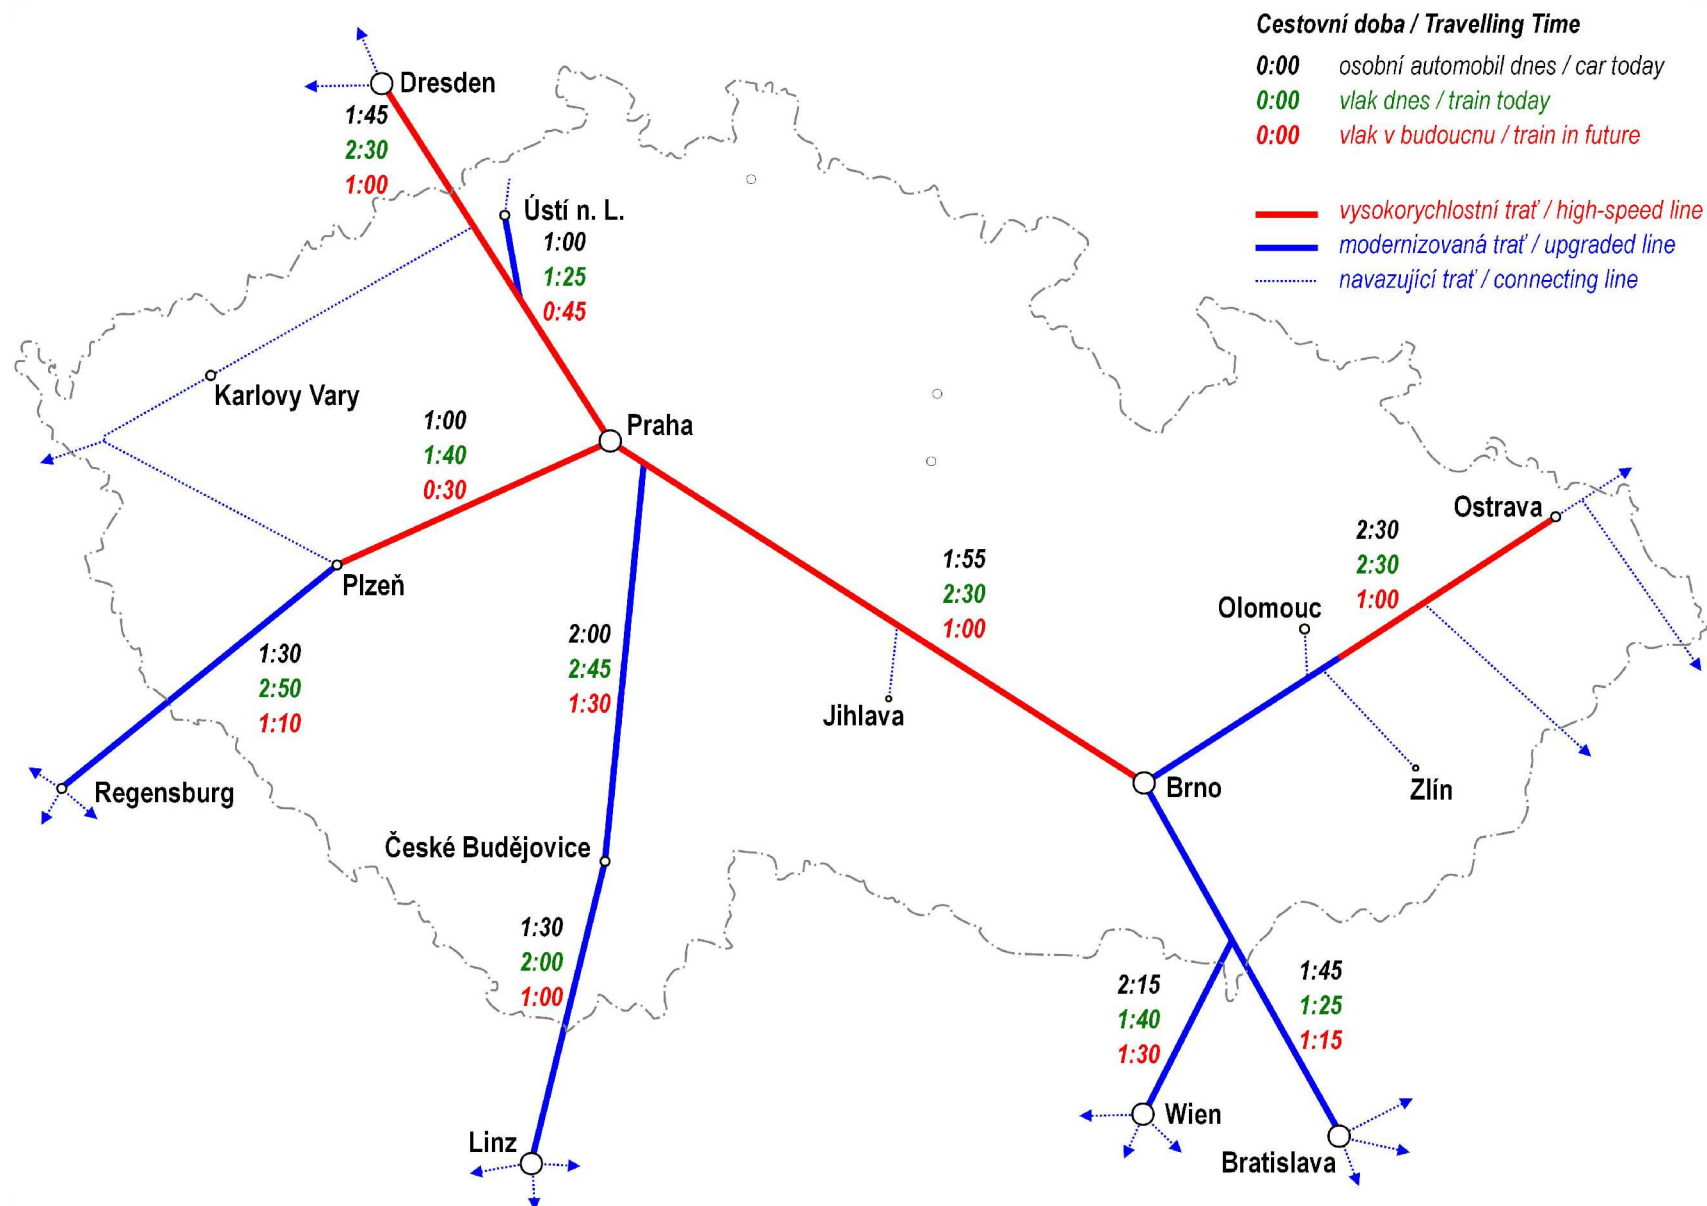 Cestovní doba / Travelling Time
0:00 osobní automobil dnes / car today
0:00 vlak dnes / train today
0:00 vlak v budoucnu / train in future
vysokorychlostní trať / high-speed line
modernizovaná trať / upgraded line
navazující trať / connecting line
Dresden
1:45
2:30
1:00
Ústí n. L.
1:00
1:25
0:45
Karlovy Vary
Praha
1:00
1:40
0:30
Plzeň
1:30
2:50
1:10
Regensburg
2:00
2:45
1:30
České Budějovice
1:30
2:00
1:00
Linz
1:55
2:30
1:00
Jihlava
Brno
Ostrava
2:30
2:30
1:00
Olomouc
Zlín
2:15
1:40
1:30
Wien
1:45
1:25
1:15
Bratislava